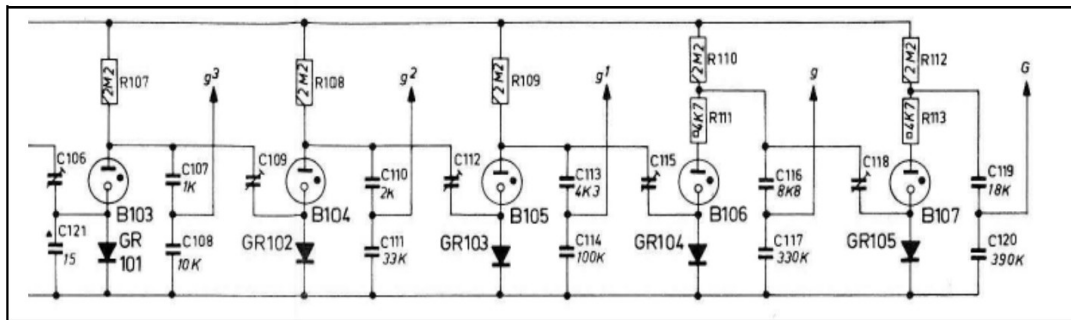 g3
g2
g1
g
G
2M2 R107
2M2 R108
2M2 R109
2M2 R110
2M2 R112
4K7 R111
4K7 R113
C106
C107
1K
C109
C110
2K
C112
C113
4K3
C115
C116
8K8
C118
C119
18K
B103
B104
B105
B106
B107
C121
15
GR
101
C108
10K
GR102
C111
33K
GR103
C114
100K
GR104
C117
330K
GR105
C120
390K